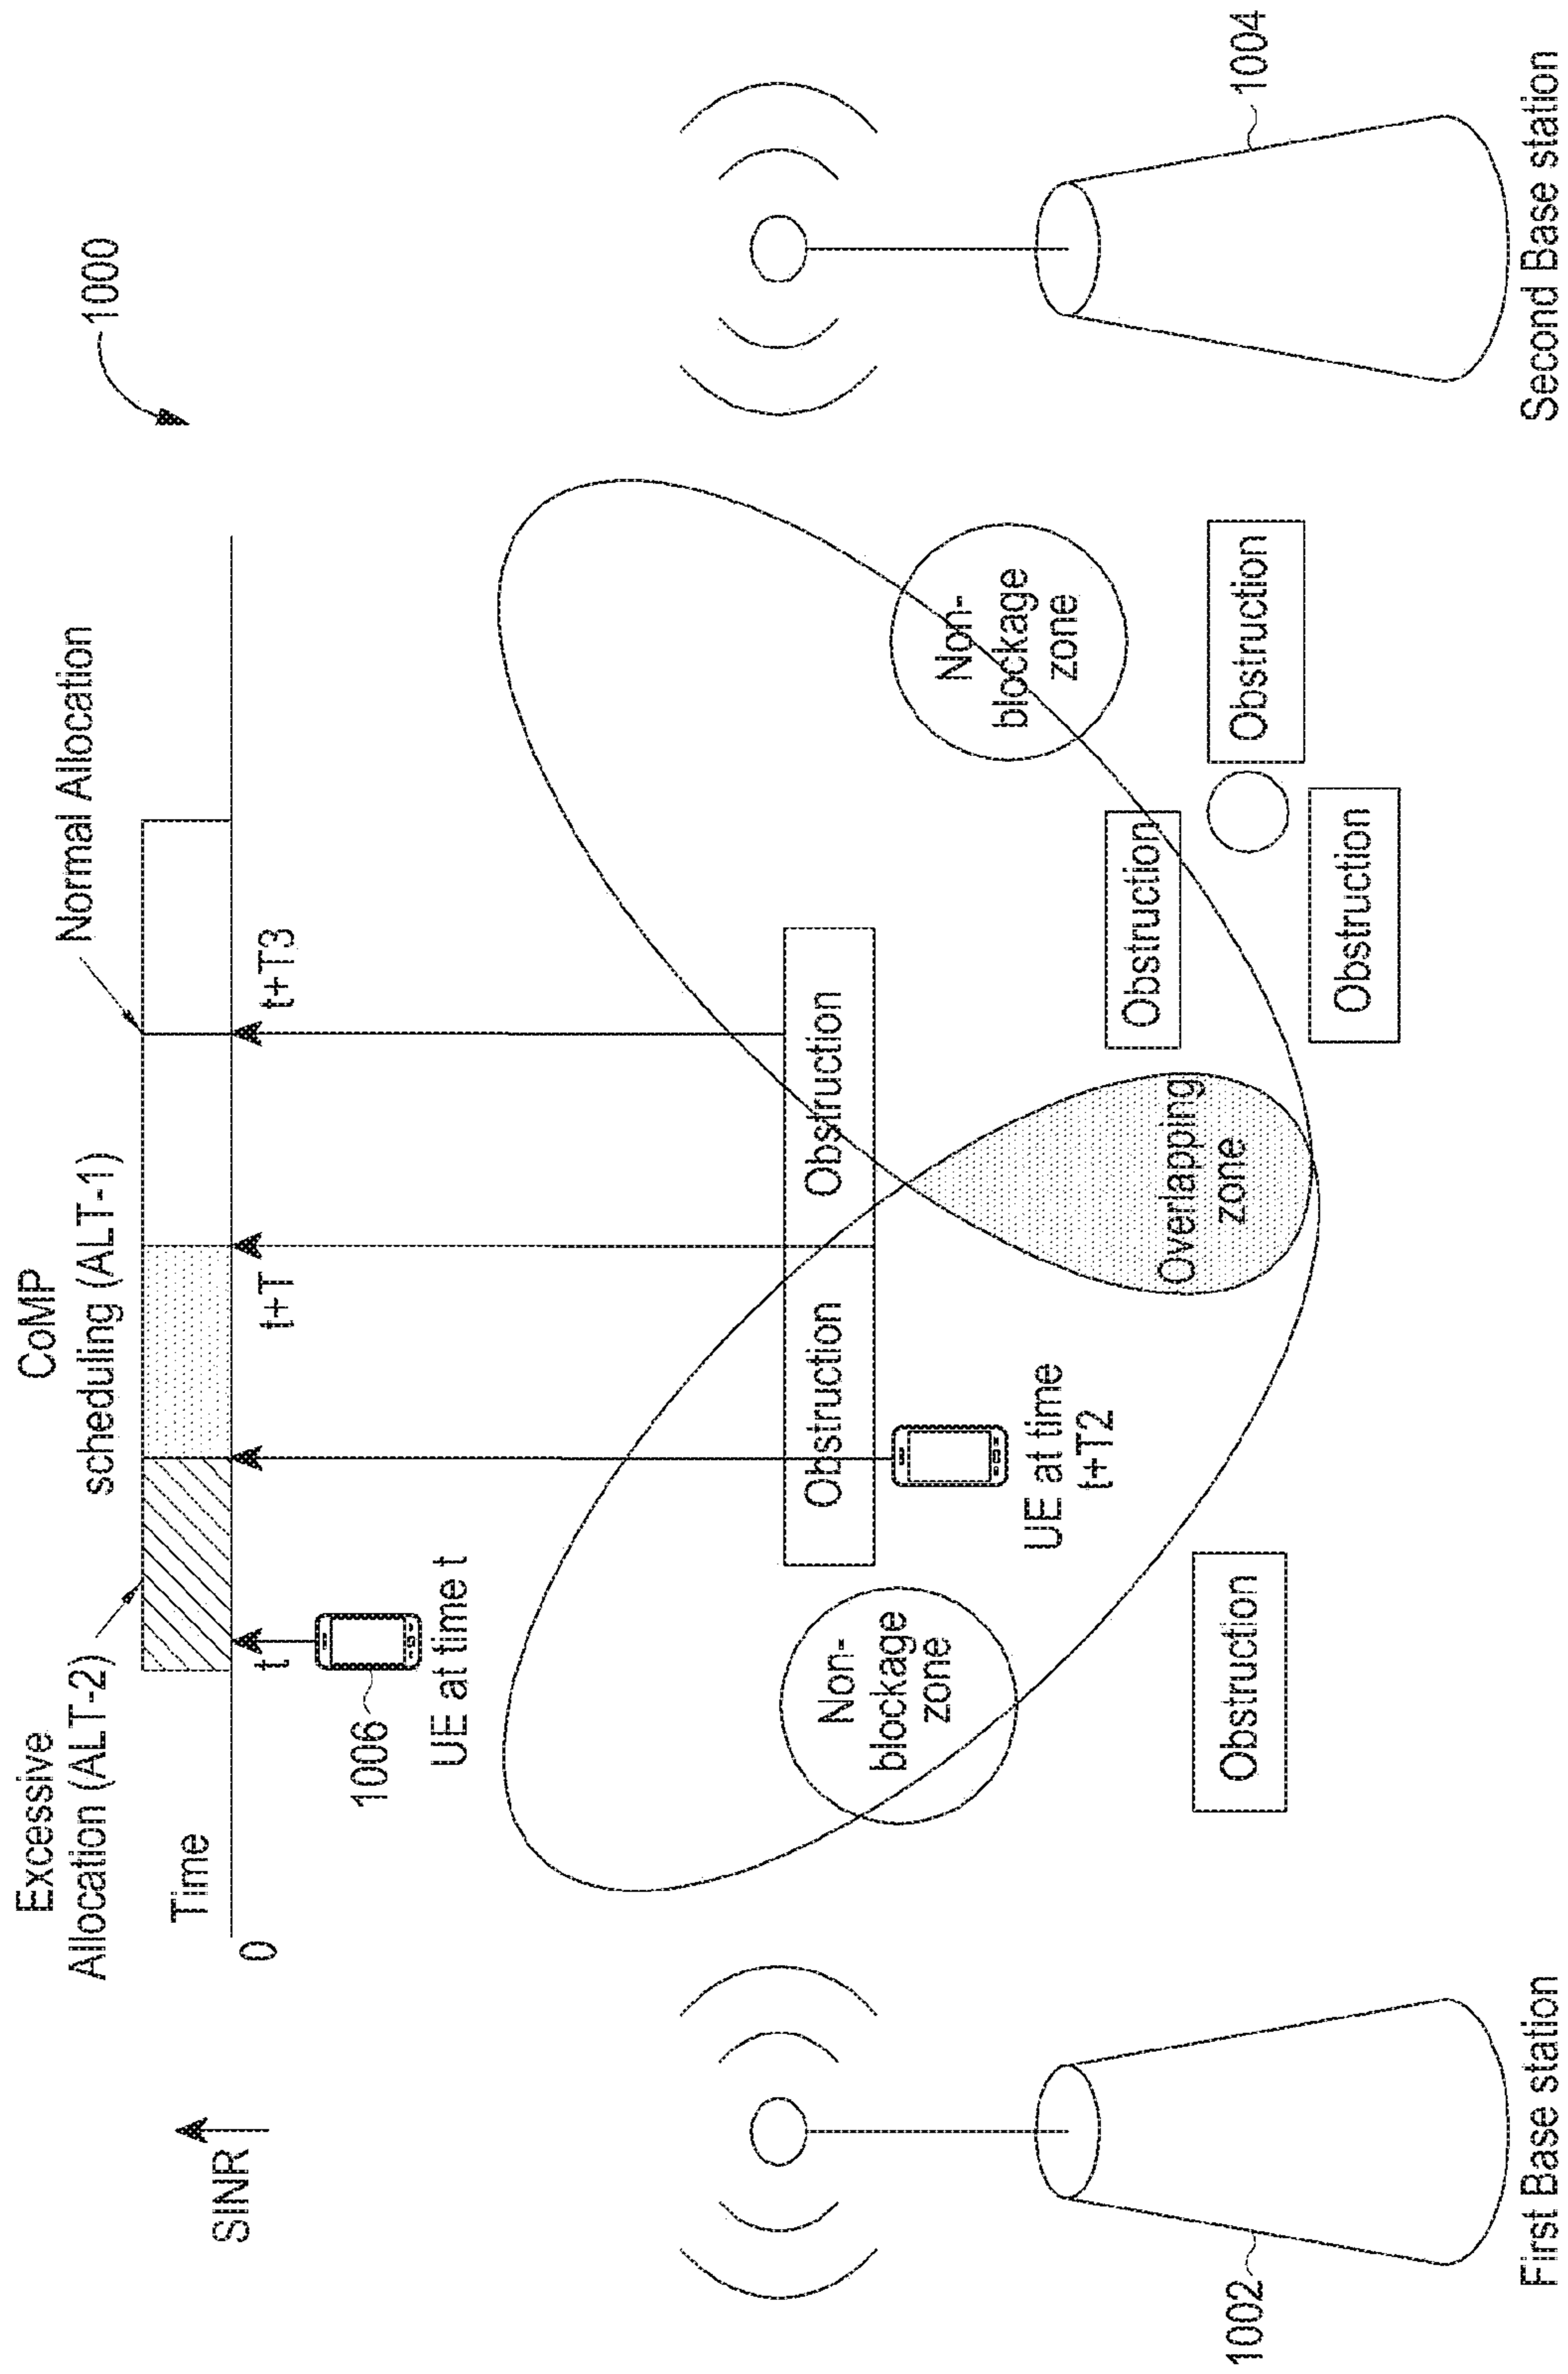 1000
Excessive
Allocation (ALT-2)
CoMP
scheduling (ALT-1)
Normal Allocation
SINR
Time
0
t
t+T
t+T3
1006
UE at time t
Obstruction
Obstruction
Non-
blockage
zone
Non-
blockage
zone
UE at time
t+T2
Overlapping
zone
Obstruction
Obstruction
Obstruction
Obstruction
1002
1004
First Base station
Second Base station